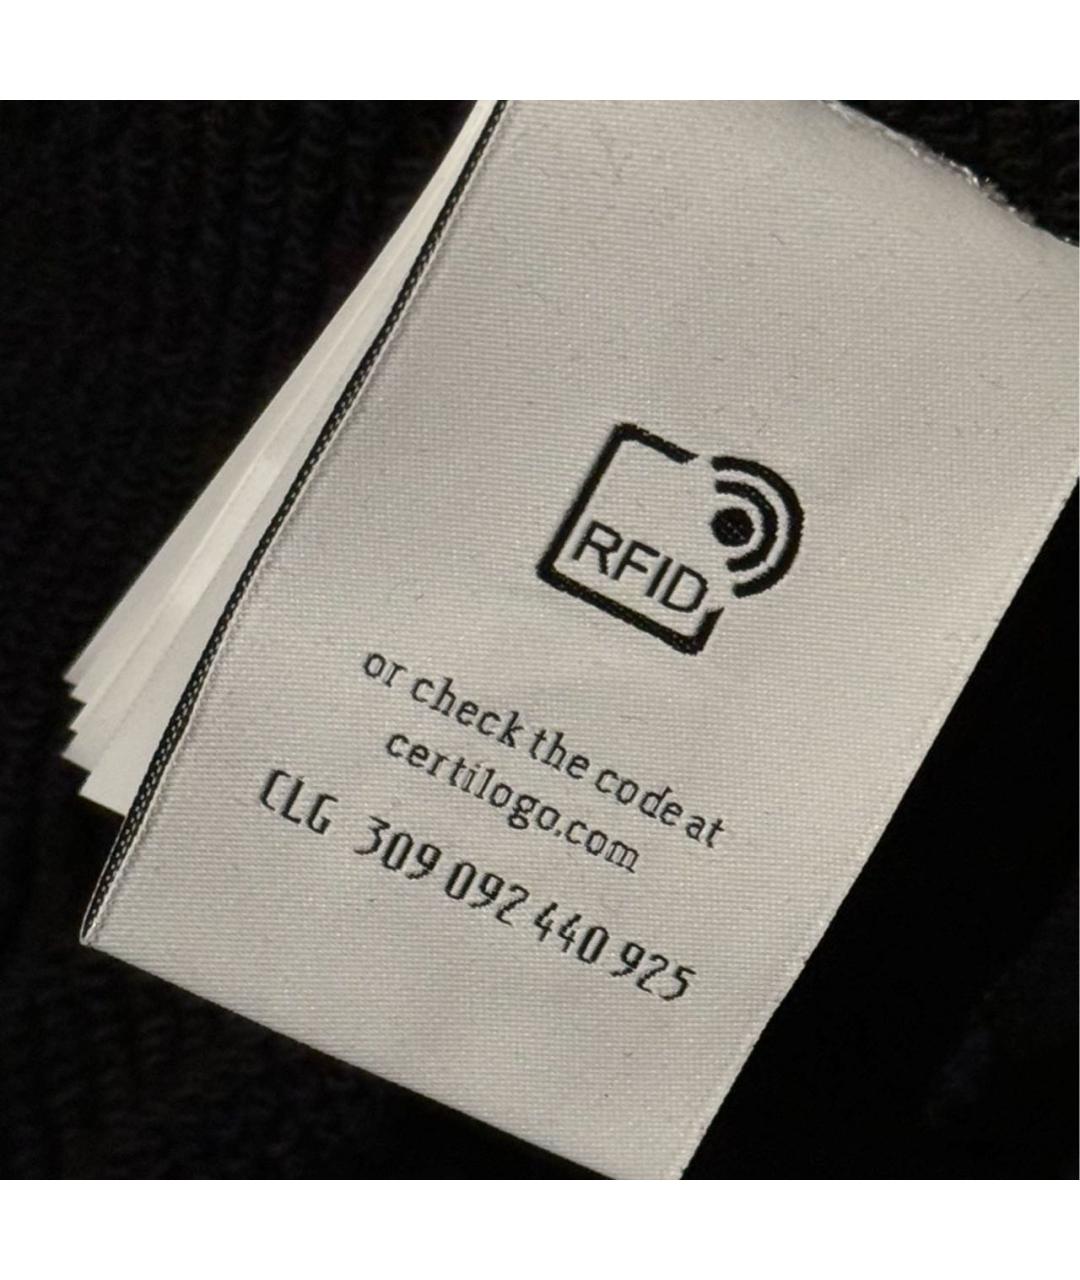 RFID
or check the code at
certilogo.com
CLG 309 092 440 925